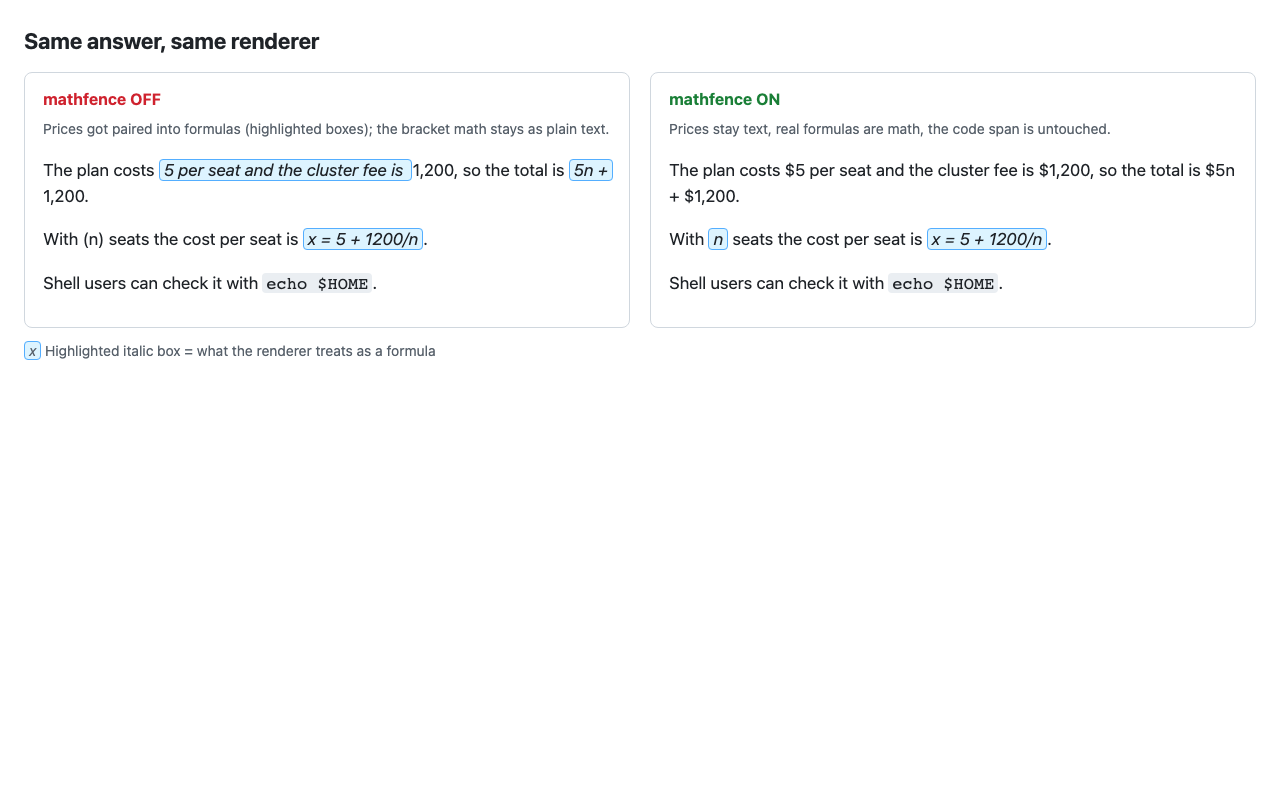 Same answer, same renderer
mathfence OFF
Prices got paired into formulas (highlighted boxes); the bracket math stays as plain text.
The plan costs 5 per seat and the cluster fee is 1,200, so the total is 5n +
1,200.
With (n) seats the cost per seat is x = 5 + 1200/n.
Shell users can check it with echo $HOME.
mathfence ON
Prices stay text, real formulas are math, the code span is untouched.
The plan costs $5 per seat and the cluster fee is $1,200, so the total is $5n
+ $1,200.
With n seats the cost per seat is x = 5 + 1200/n.
Shell users can check it with echo $HOME.
x Highlighted italic box = what the renderer treats as a formula